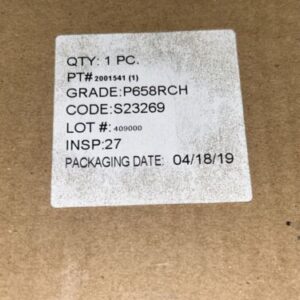 QTY: 1 PC.
PT# 2001541 (1)
GRADE:P658RCH
CODE:S23269
LOT #: 409000
INSP:27
PACKAGING DATE: 04/18/19